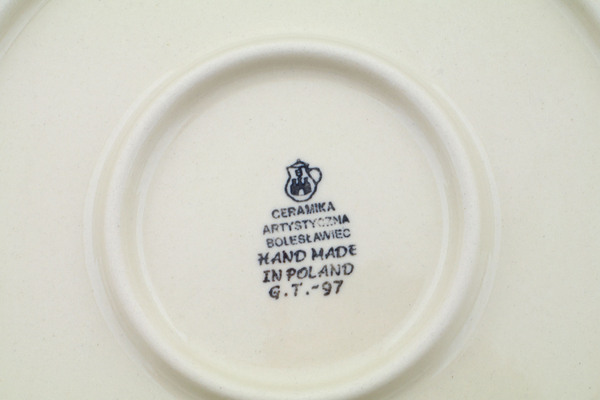 CERAMIKA
ARTYSTYCZNA
BOLESŁAWIEC
HAND MADE
IN POLAND
G.T.-97